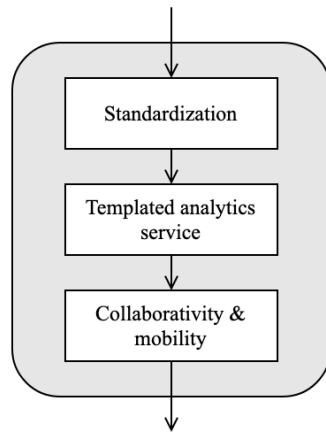 Standardization
Templated analytics
service
Collaborativity &
mobility